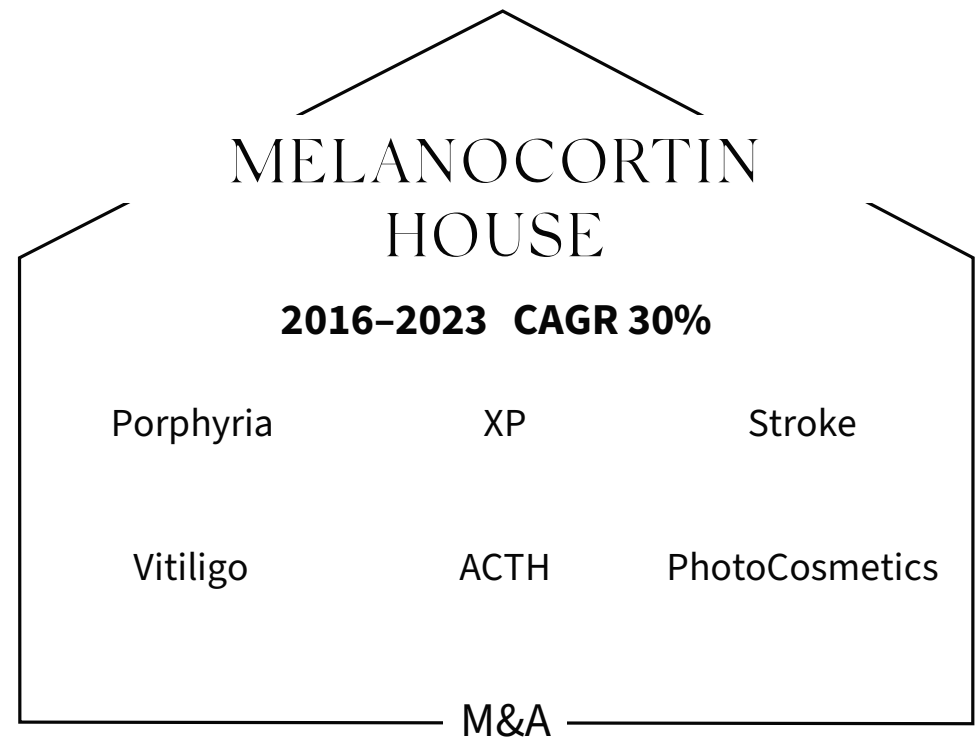 MELANOCORTIN
HOUSE
2016–2023 CAGR 30%
Porphyria XP Stroke
Vitiligo ACTH PhotoCosmetics
M&A